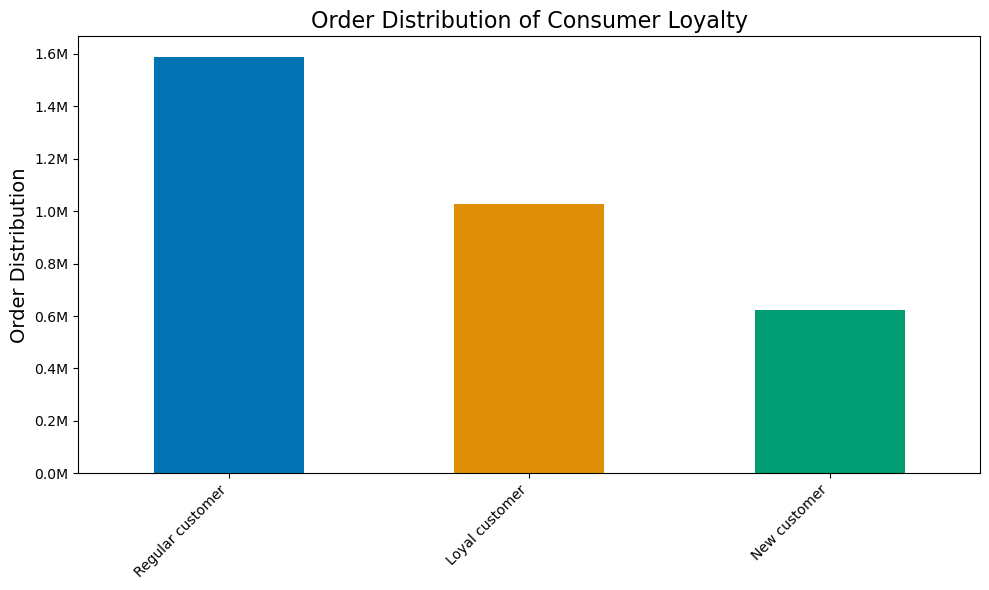 Order Distribution of Consumer Loyalty
Order Distribution
1.6M
1.4M
1.2M
1.0M
0.8M
0.6M
0.4M
0.2M
0.0M
Regular customer
Loyal customer
New customer